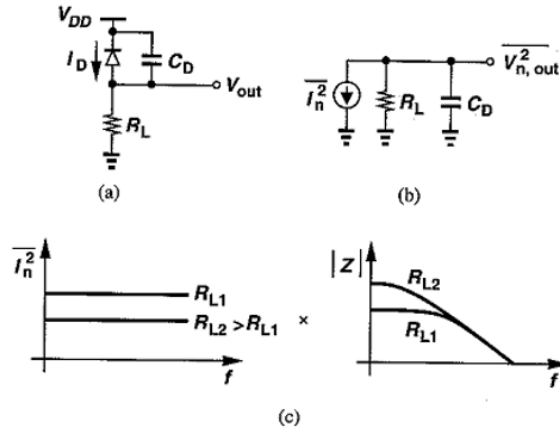 V_DD
I_D
C_D
V_out
R_L
(a)
\overline{I_n^2}
R_L
C_D
\overline{V_{n,out}^2}
(b)
\overline{I_n^2}
R_L1
R_L2 > R_L1
f
×
|Z|
R_L2
R_L1
f
(c)